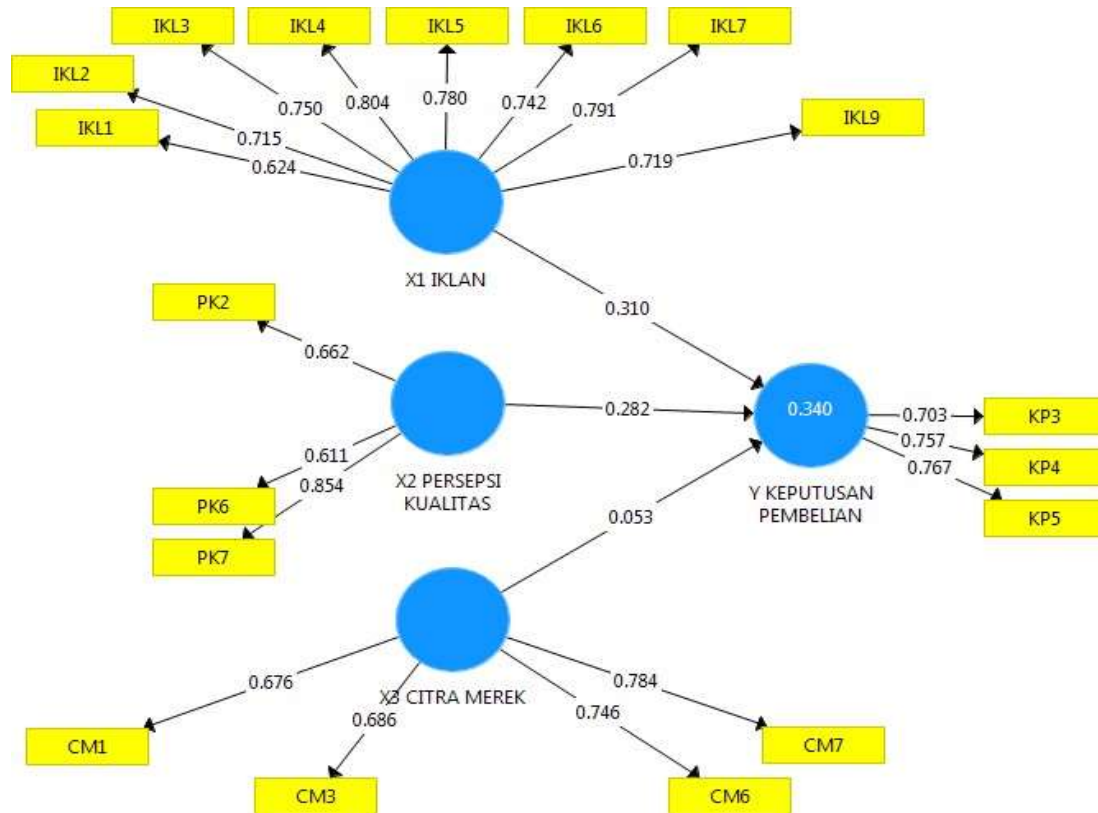 IKL3
IKL4
IKL5
IKL6
IKL7
IKL2
IKL1
IKL9
0.750
0.804
0.780
0.742
0.791
0.715
0.624
0.719
X1 IKLAN
0.310
PK2
0.662
0.611
0.854
PK6
PK7
X2 PERSEPSI
KUALITAS
0.282
0.340
Y KEPUTUSAN
PEMBELIAN
0.703
0.757
0.767
KP3
KP4
KP5
0.053
X3 CITRA MEREK
0.676
0.686
0.746
0.784
CM1
CM3
CM6
CM7